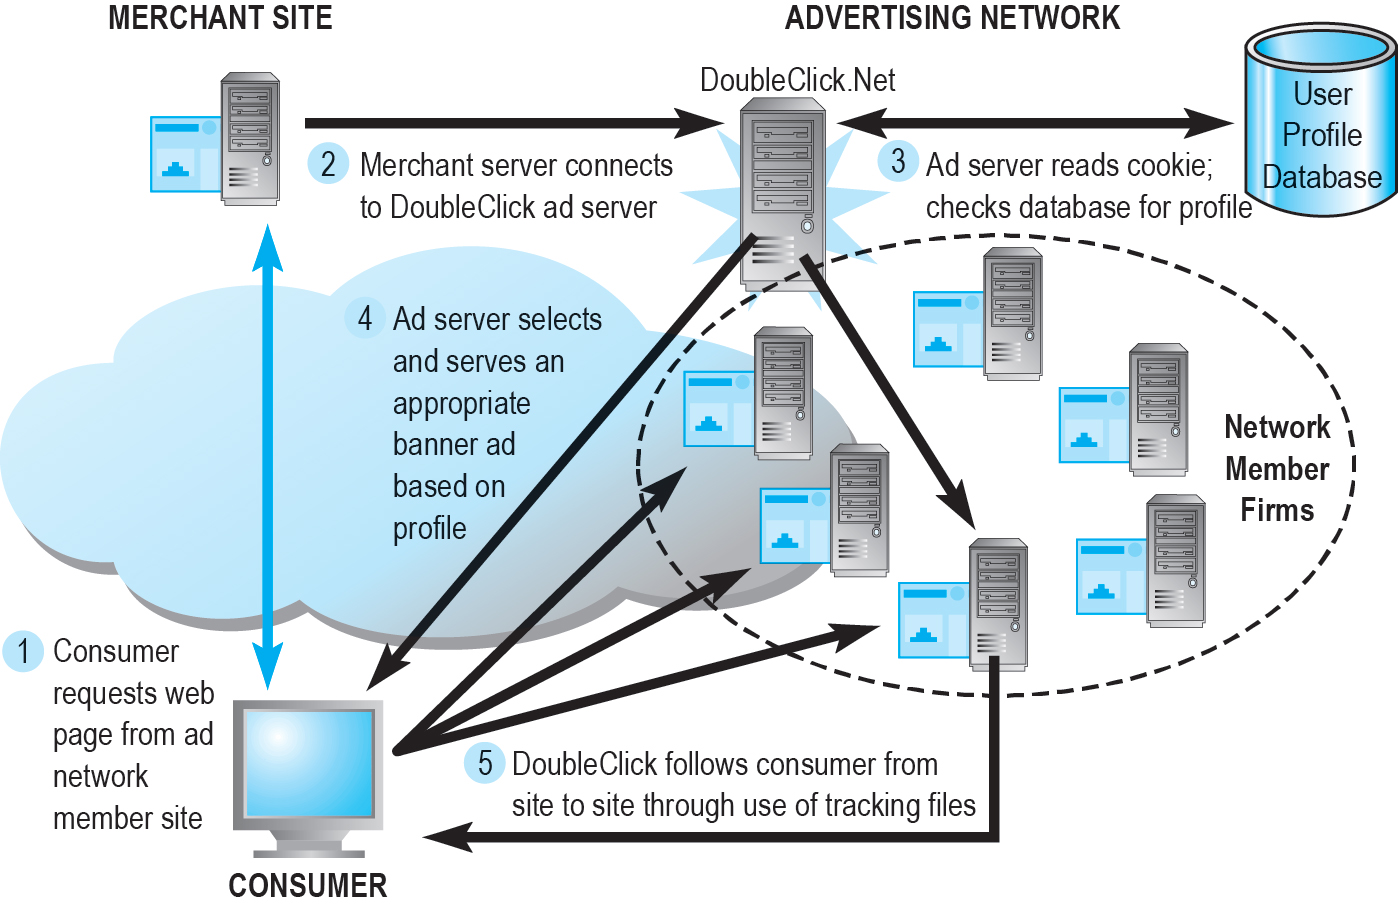 MERCHANT SITE
ADVERTISING NETWORK
DoubleClick.Net
User
Profile
Database
2 Merchant server connects
to DoubleClick ad server
3 Ad server reads cookie;
checks database for profile
4 Ad server selects
and serves an
appropriate
banner ad
based on
profile
Network
Member
Firms
1 Consumer
requests web
page from ad
network
member site
5 DoubleClick follows consumer from
site to site through use of tracking files
CONSUMER